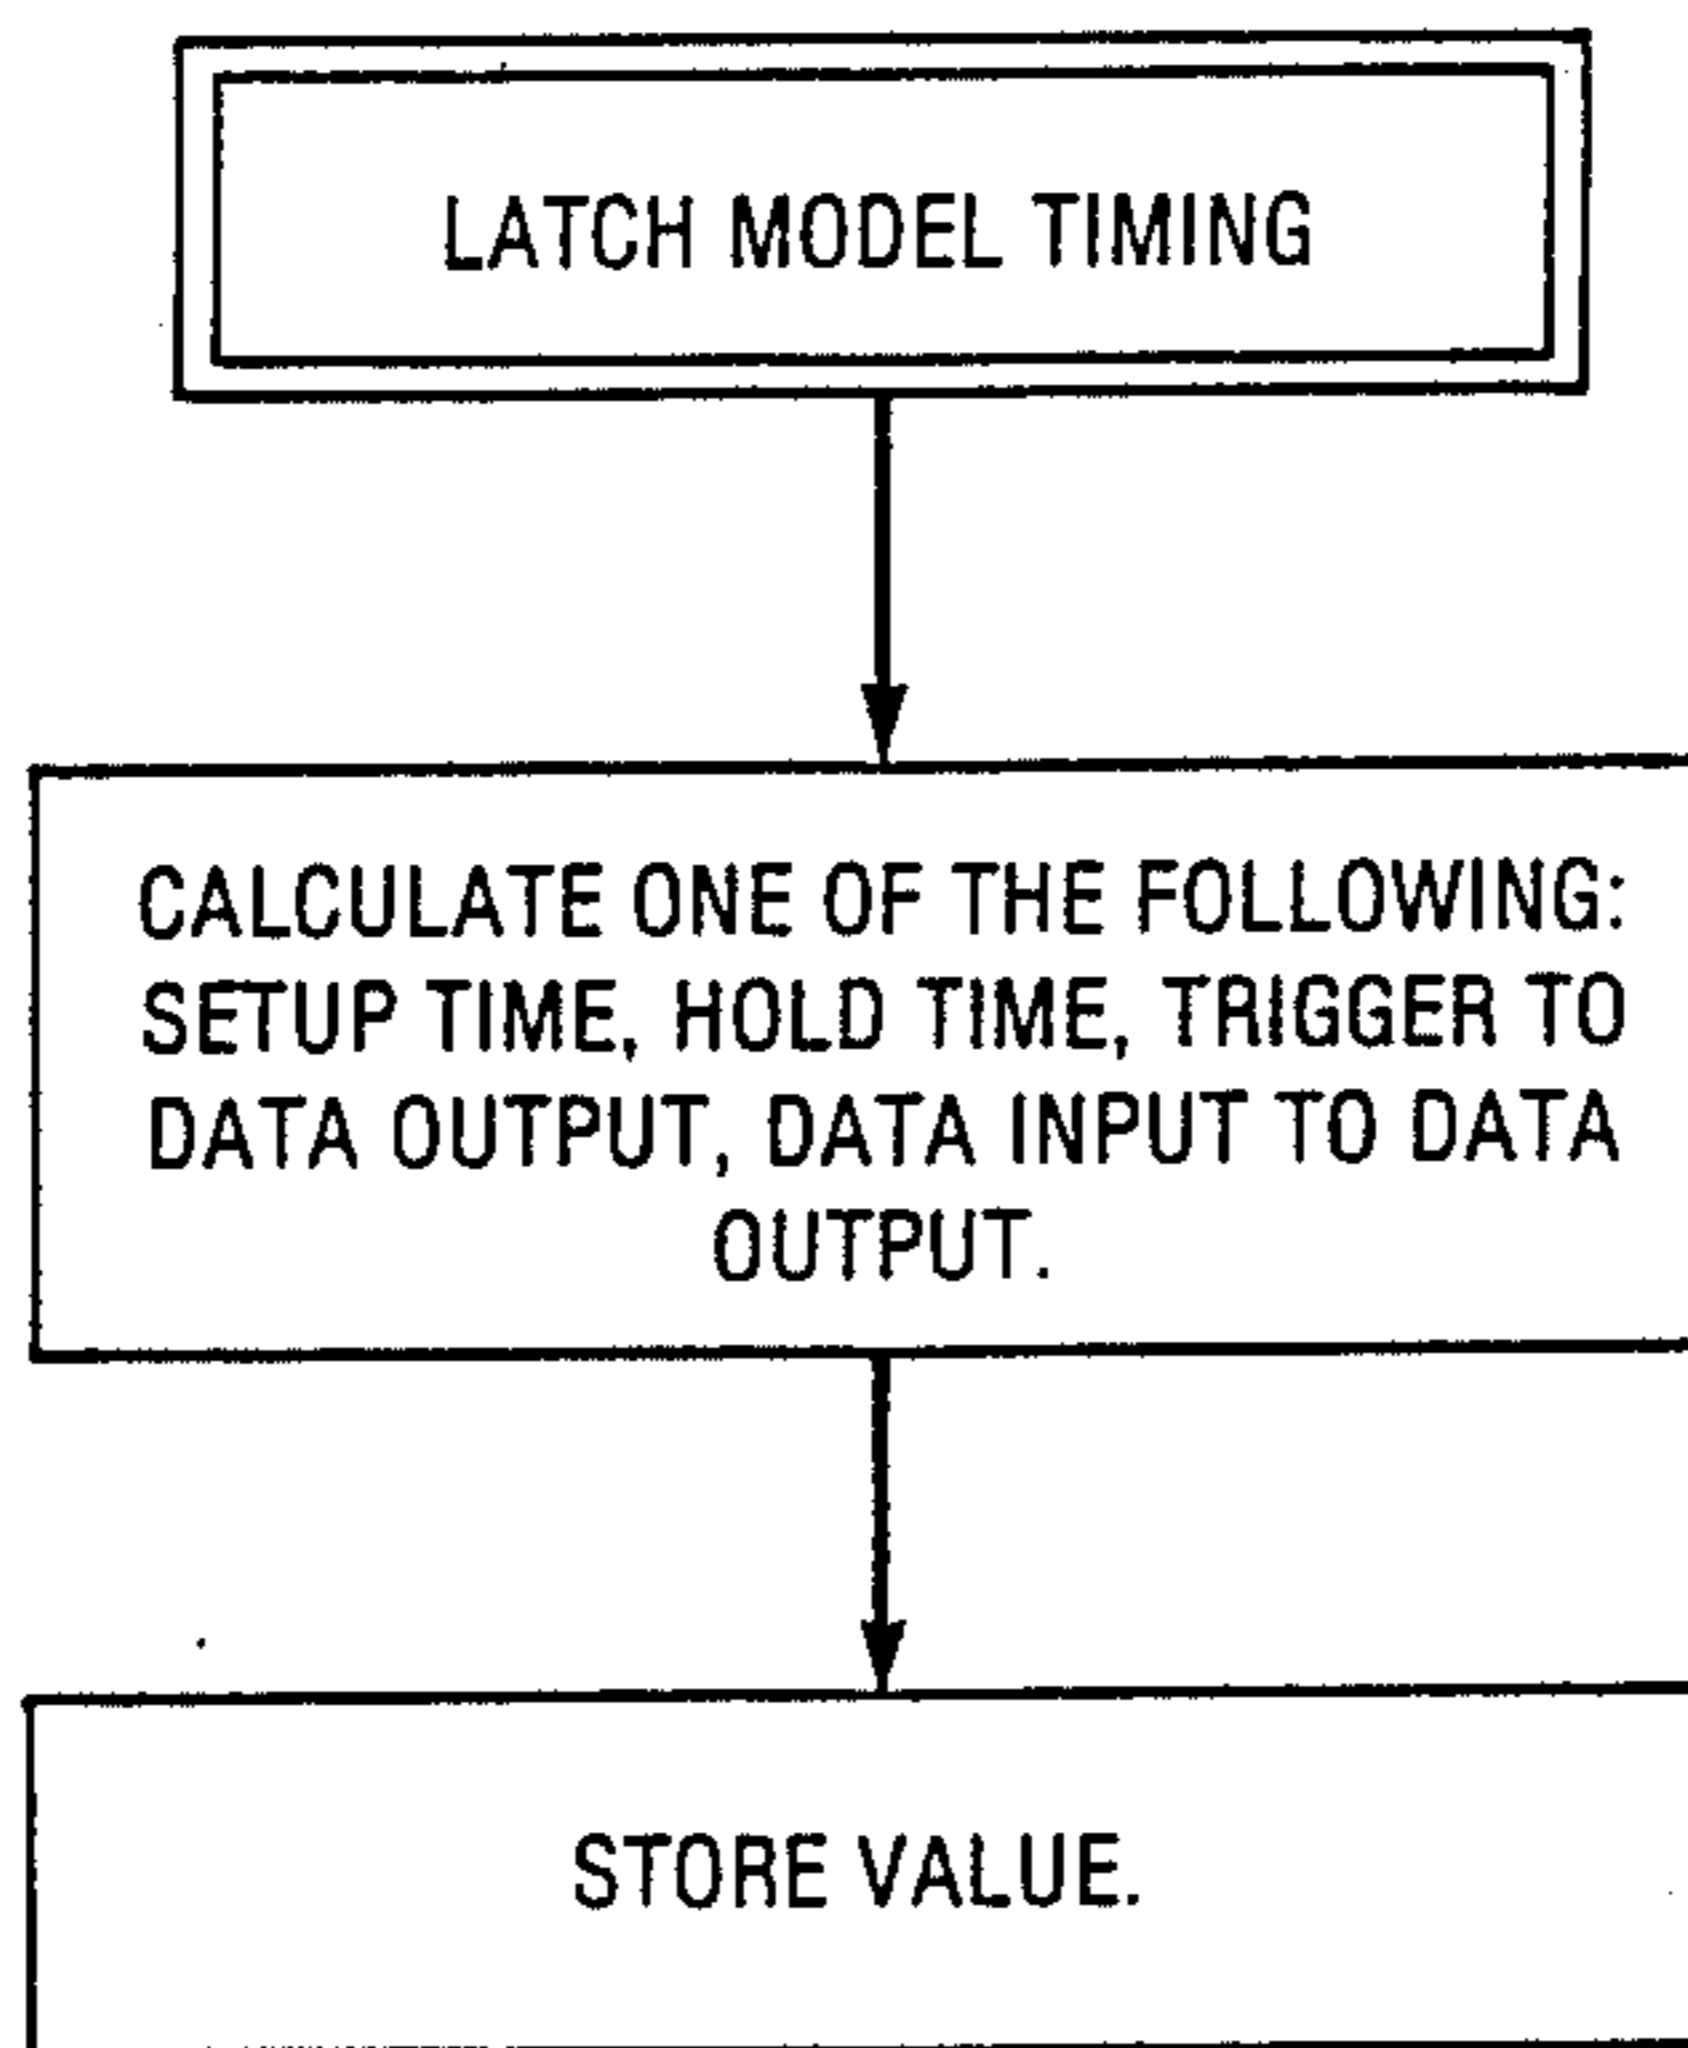 LATCH MODEL TIMING
CALCULATE ONE OF THE FOLLOWING:
SETUP TIME, HOLD TIME, TRIGGER TO
DATA OUTPUT, DATA INPUT TO DATA
OUTPUT.
STORE VALUE.